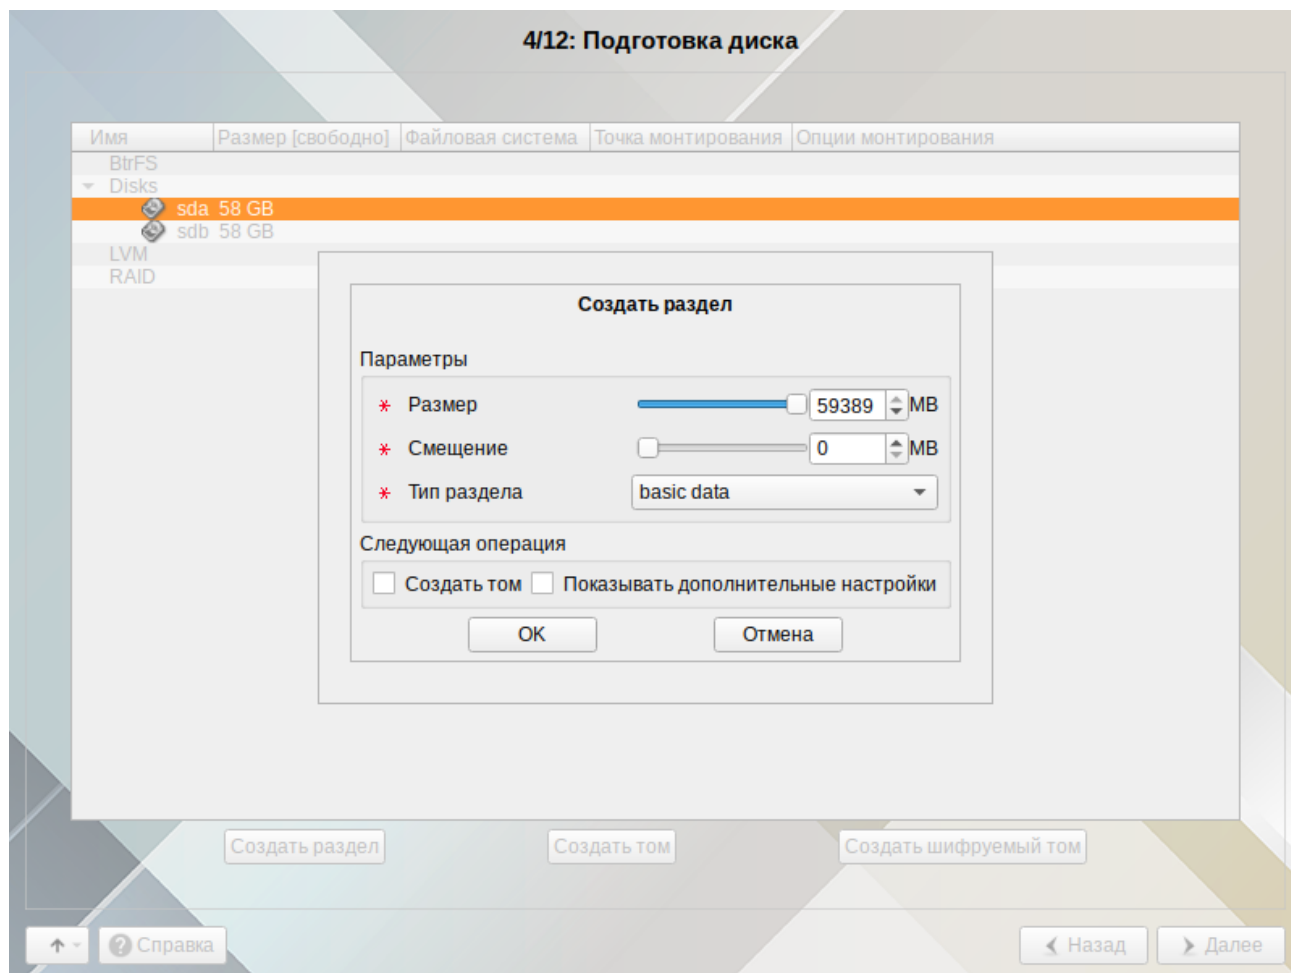 4/12: Подготовка диска
Имя Размер [свободно] Файловая система Точка монтирования Опции монтирования
BtrFS
Disks
sda 58 GB
sdb 58 GB
LVM
RAID
Создать раздел
Параметры
Размер 59389 MB
Смещение 0 MB
Тип раздела basic data
Следующая операция
Создать том Показывать дополнительные настройки
OK Отмена
Создать раздел Создать том Создать шифруемый том
Справка Назад Далее